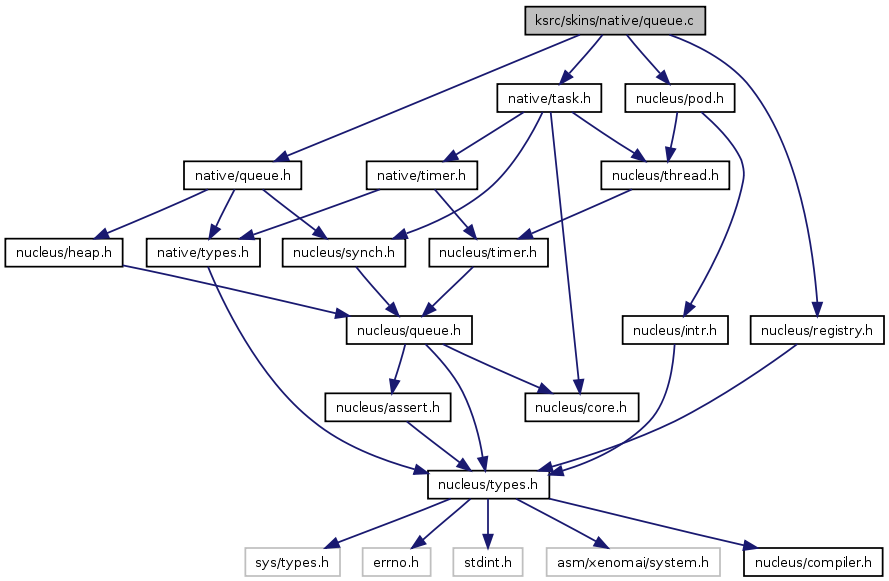 ksrc/skins/native/queue.c
native/task.h
nucleus/pod.h
native/queue.h
native/timer.h
nucleus/thread.h
nucleus/heap.h
native/types.h
nucleus/synch.h
nucleus/timer.h
nucleus/queue.h
nucleus/intr.h
nucleus/registry.h
nucleus/assert.h
nucleus/core.h
nucleus/types.h
sys/types.h
errno.h
stdint.h
asm/xenomai/system.h
nucleus/compiler.h